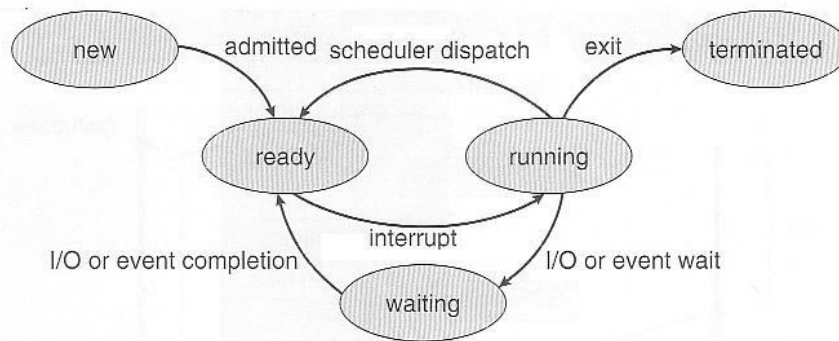 new
admitted
scheduler dispatch
exit
terminated
ready
running
interrupt
I/O or event completion
I/O or event wait
waiting